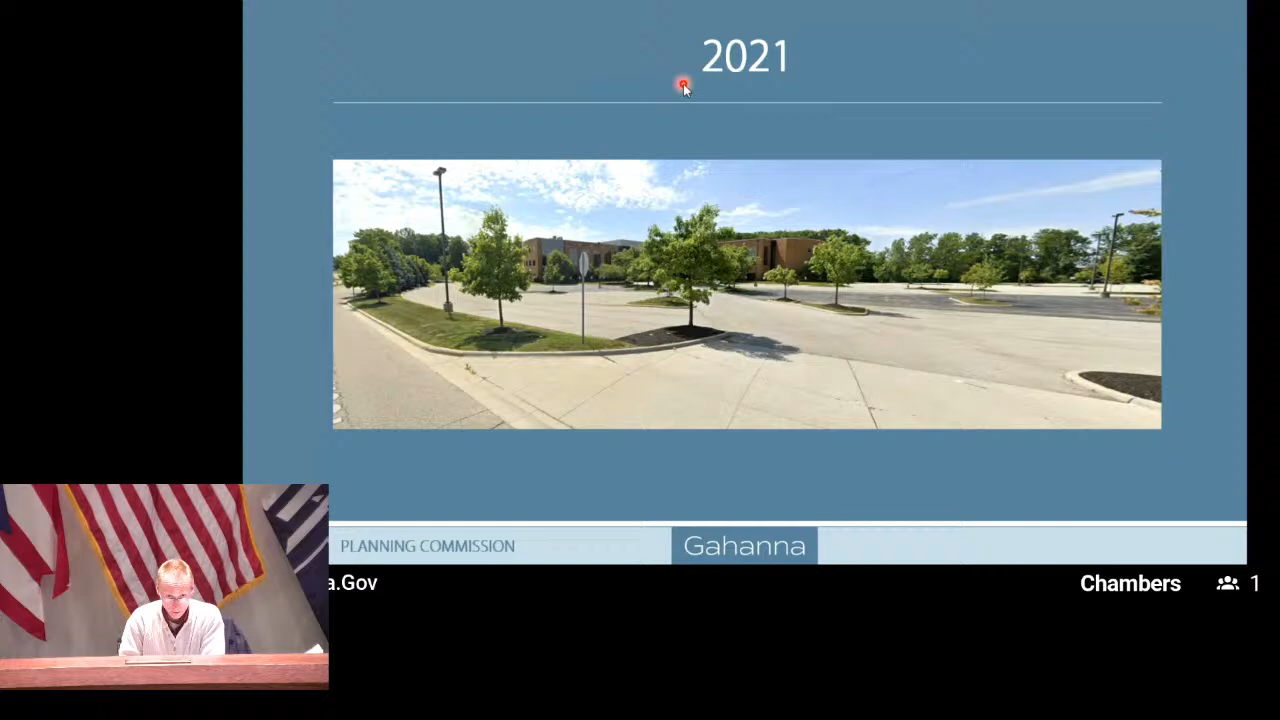 2021
PLANNING COMMISSION
Gahanna
a.Gov
Chambers
1